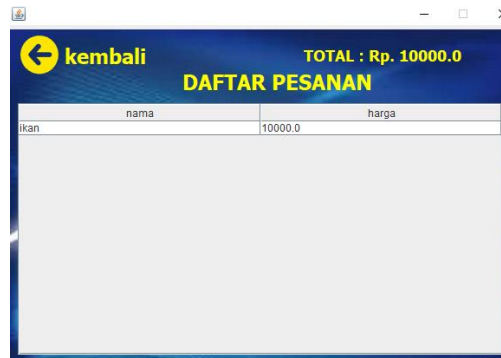 kembali TOTAL : Rp. 10000.0
DAFTAR PESANAN
nama harga
ikan 10000.0